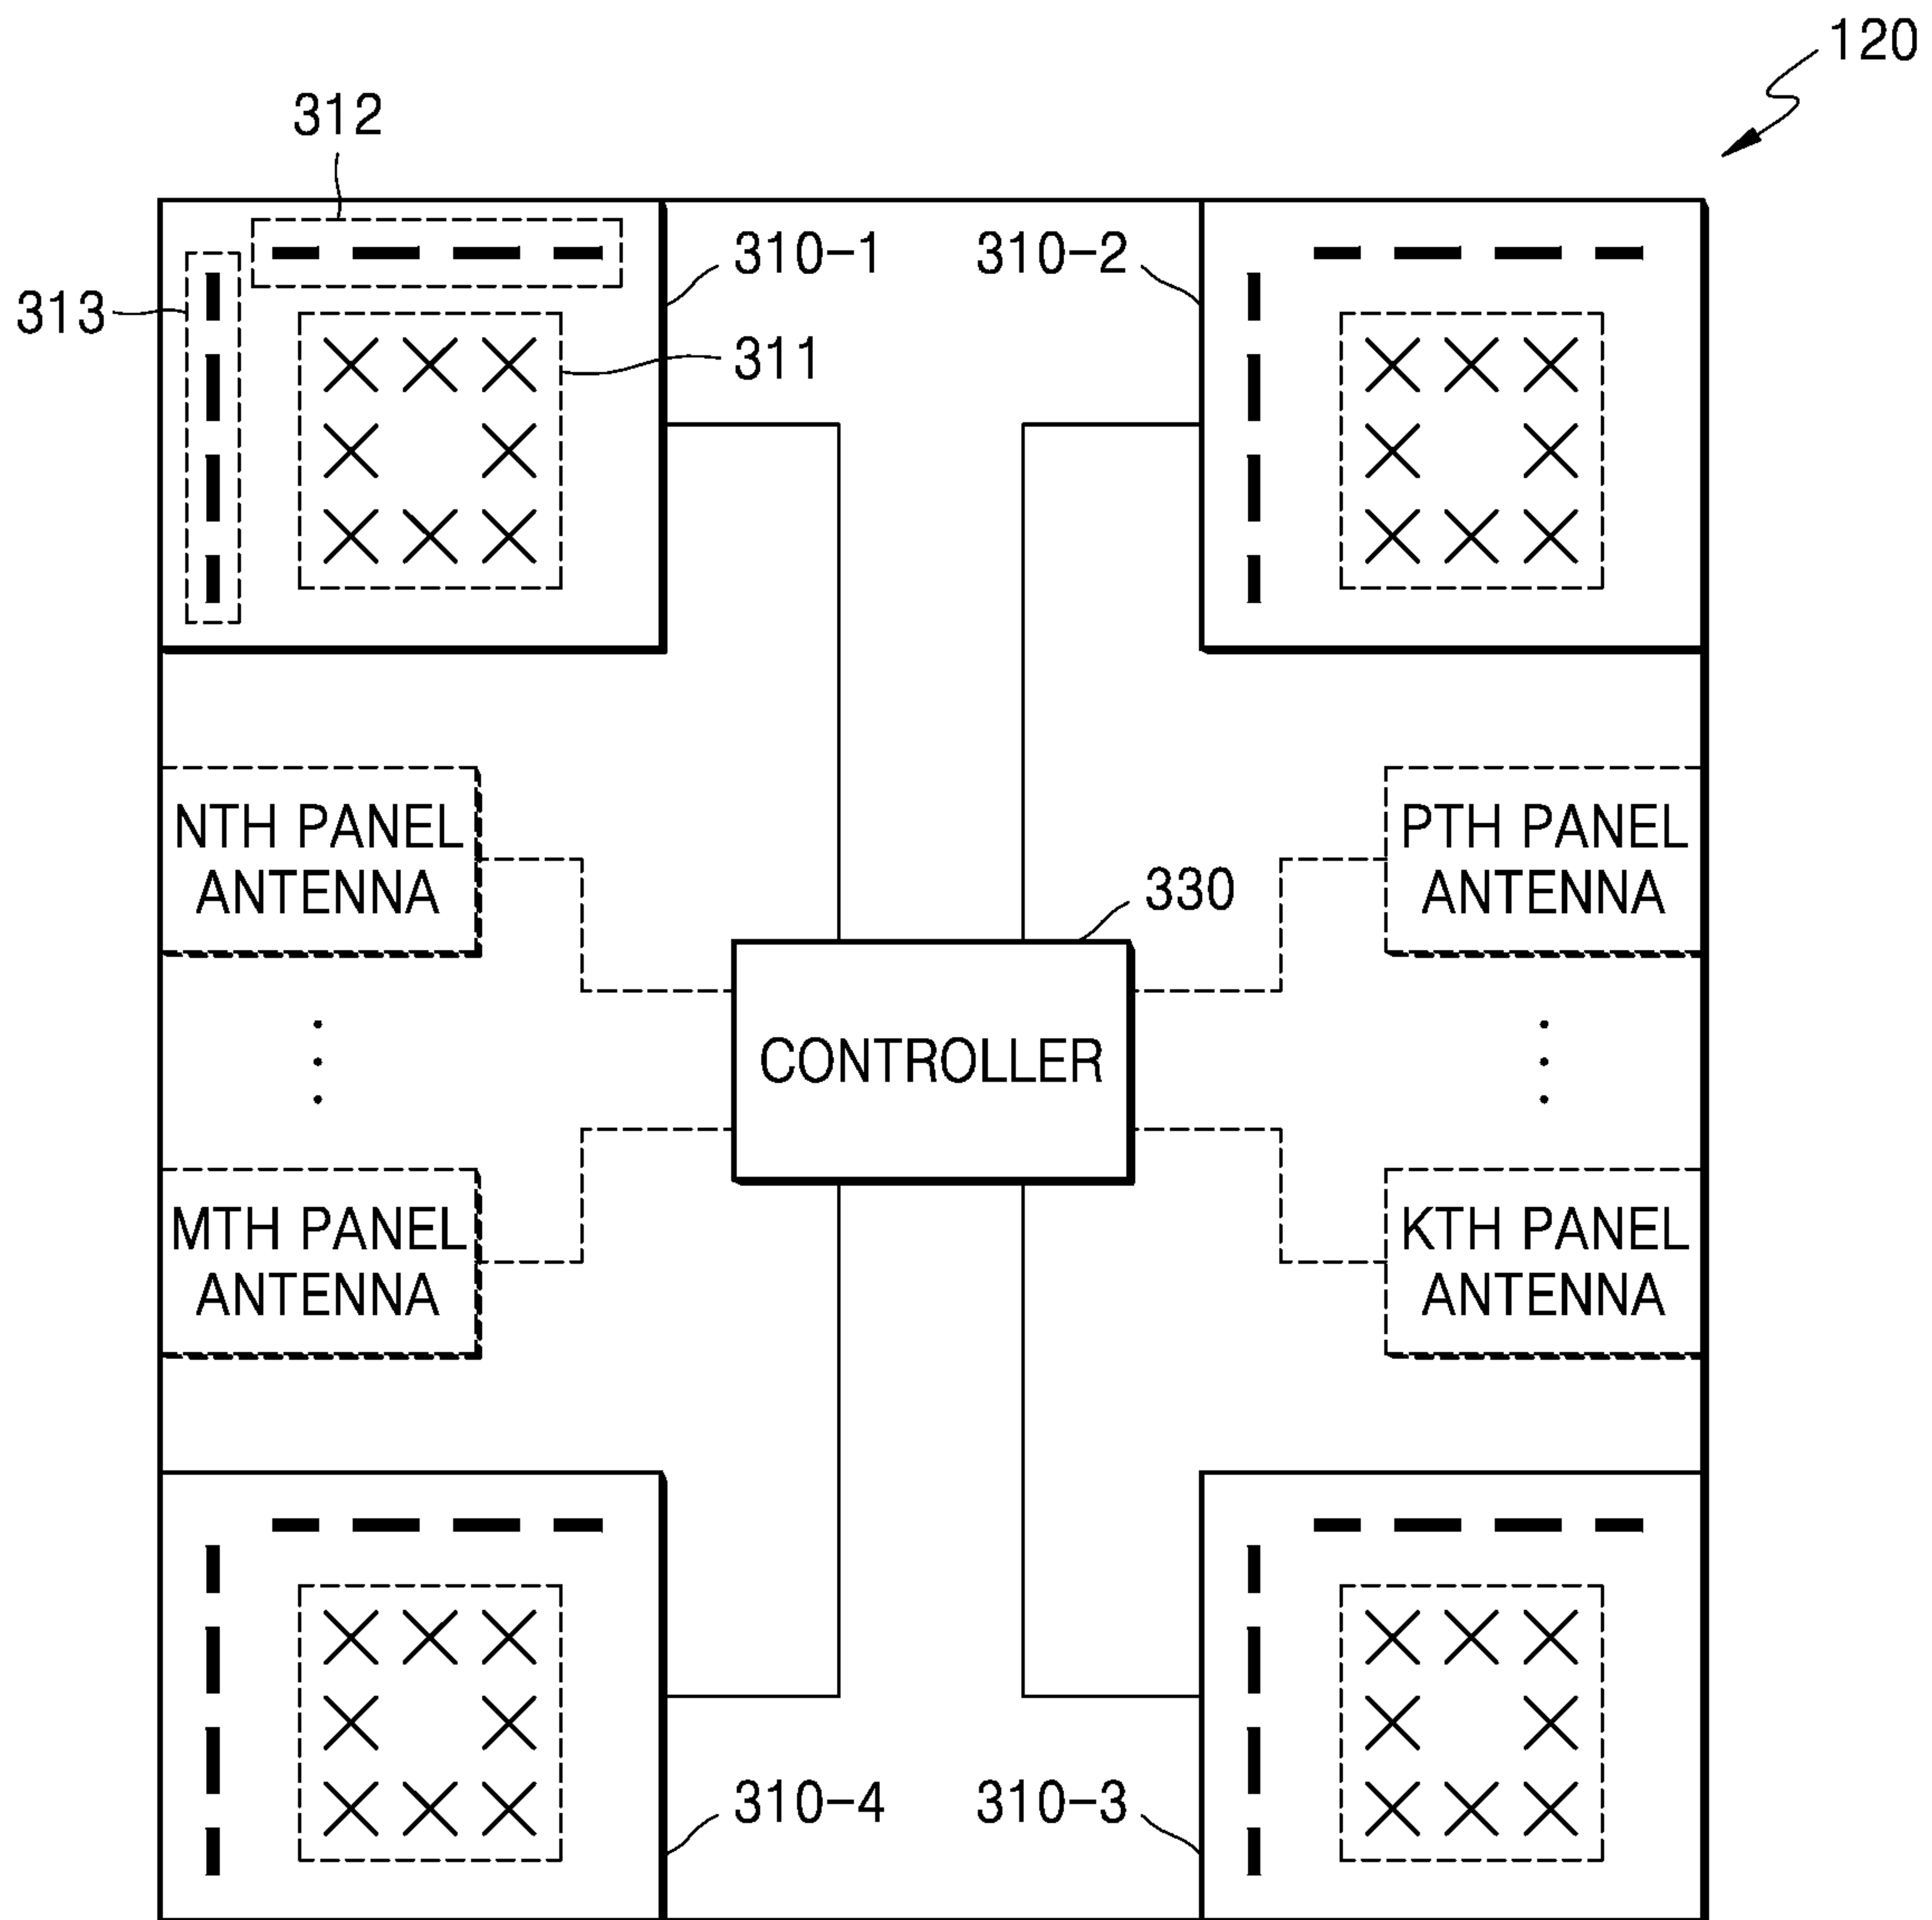 120
312
310-1
310-2
313
311
NTH PANEL
ANTENNA
PTH PANEL
ANTENNA
330
CONTROLLER
MTH PANEL
ANTENNA
KTH PANEL
ANTENNA
310-4
310-3